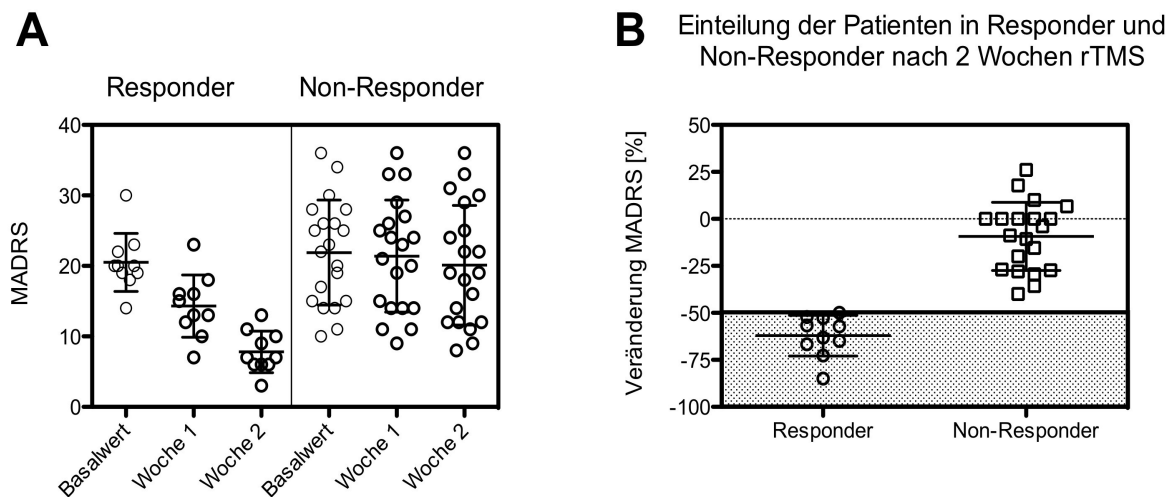 A
Responder
Non-Responder
MADRS
40
30
20
10
0
Basalwert
Woche 1
Woche 2
Basalwert
Woche 1
Woche 2
B
Einteilung der Patienten in Responder und
Non-Responder nach 2 Wochen rTMS
Veränderung MADRS [%]
50
25
0
-25
-50
-75
-100
Responder
Non-Responder